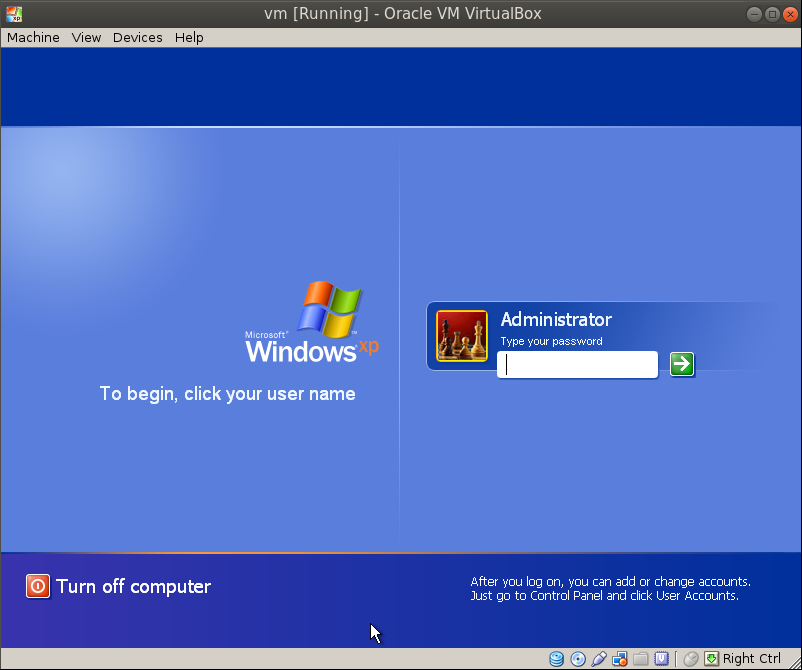 vm [Running] - Oracle VM VirtualBox
Machine View Devices Help
Microsoft®
Windows xp™
To begin, click your user name
Administrator
Type your password
Turn off computer
After you log on, you can add or change accounts.
Just go to Control Panel and click User Accounts.
Right Ctrl